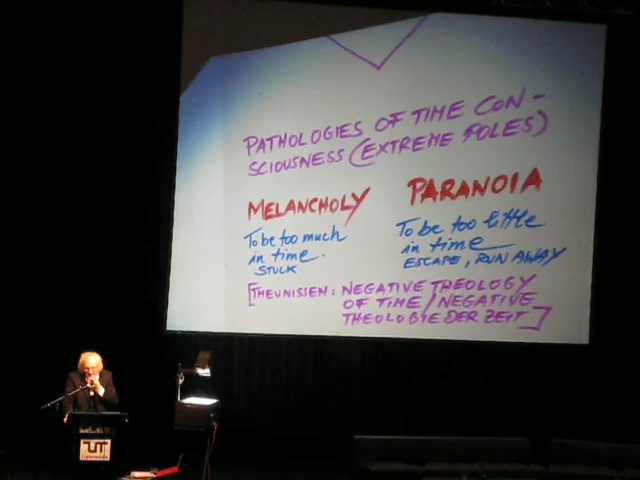 PATHOLOGIES OF TIME CON-
SCIOUSNESS (EXTREME POLES)
MELANCHOLY
To be too much
in time.
STUCK
PARANOIA
To be too little
in time
ESCAPE, RUN AWAY
[THEUNISSEN: NEGATIVE THEOLOGY
OF TIME/NEGATIVE
THEOLOGIE DER ZEIT]